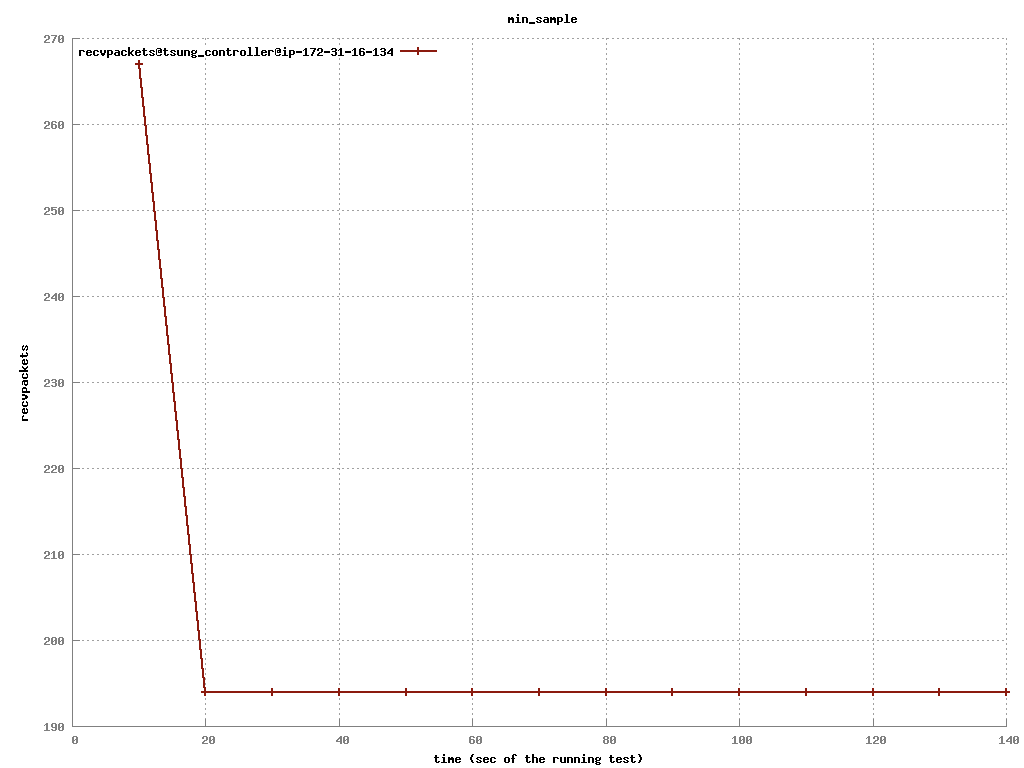 min_sample
recvpackets@tsung_controller@ip-172-31-16-134
270
260
250
240
230
220
210
200
190
recvpackets
0 20 40 60 80 100 120 140
time (sec of the running test)